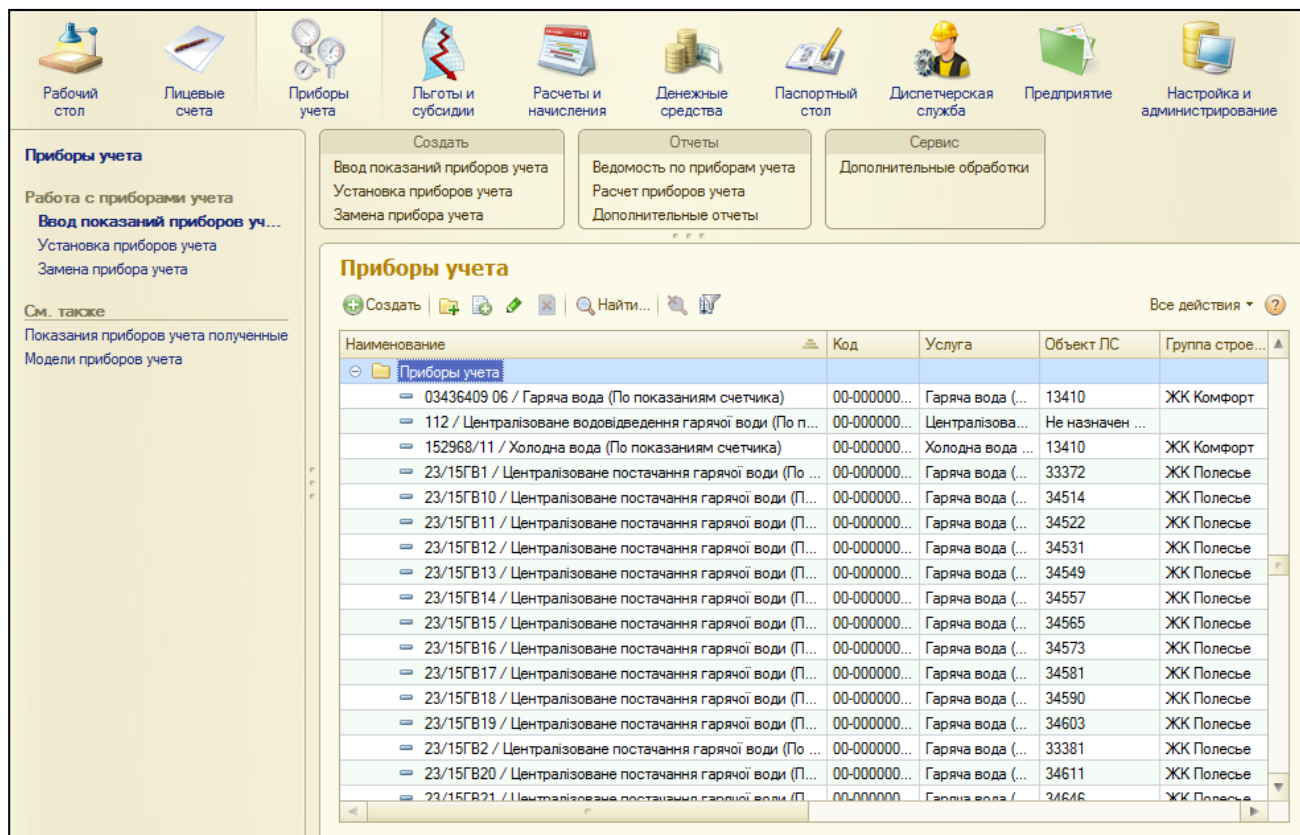 Рабочий стол
Лицевые счета
Приборы учета
Льготы и субсидии
Расчеты и начисления
Денежные средства
Паспортный стол
Диспетчерская служба
Предприятие
Настройка и администрирование
Приборы учета
Работа с приборами учета
Ввод показаний приборов уч...
Установка приборов учета
Замена прибора учета
См. также
Показания приборов учета полученные
Модели приборов учета
Создать
Ввод показаний приборов учета
Установка приборов учета
Замена прибора учета
Отчеты
Ведомость по приборам учета
Расчет приборов учета
Дополнительные отчеты
Сервис
Дополнительные обработки
Приборы учета
Создать Найти... Все действия ?
Наименование Код Услуга Объект ЛС Группа строе...
Приборы учета
03436409 06 / Гаряча вода (По показаниям счетчика) 00-000000... Гаряча вода (... 13410 ЖК Комфорт
112 / Централізоване водовідведення гарячої води (По п... 00-000000... Централізова... Не назначен ...
152968/11 / Холодна вода (По показаниям счетчика) 00-000000... Холодна вода ... 13410 ЖК Комфорт
23/15ГВ1 / Централізоване постачання гарячої води (По ... 00-000000... Гаряча вода (... 33372 ЖК Полесье
23/15ГВ10 / Централізоване постачання гарячої води (П... 00-000000... Гаряча вода (... 34514 ЖК Полесье
23/15ГВ11 / Централізоване постачання гарячої води (П... 00-000000... Гаряча вода (... 34522 ЖК Полесье
23/15ГВ12 / Централізоване постачання гарячої води (П... 00-000000... Гаряча вода (... 34531 ЖК Полесье
23/15ГВ13 / Централізоване постачання гарячої води (П... 00-000000... Гаряча вода (... 34549 ЖК Полесье
23/15ГВ14 / Централізоване постачання гарячої води (П... 00-000000... Гаряча вода (... 34557 ЖК Полесье
23/15ГВ15 / Централізоване постачання гарячої води (П... 00-000000... Гаряча вода (... 34565 ЖК Полесье
23/15ГВ16 / Централізоване постачання гарячої води (П... 00-000000... Гаряча вода (... 34573 ЖК Полесье
23/15ГВ17 / Централізоване постачання гарячої води (П... 00-000000... Гаряча вода (... 34581 ЖК Полесье
23/15ГВ18 / Централізоване постачання гарячої води (П... 00-000000... Гаряча вода (... 34590 ЖК Полесье
23/15ГВ19 / Централізоване постачання гарячої води (П... 00-000000... Гаряча вода (... 34603 ЖК Полесье
23/15ГВ2 / Централізоване постачання гарячої води (По ... 00-000000... Гаряча вода (... 33381 ЖК Полесье
23/15ГВ20 / Централізоване постачання гарячої води (П... 00-000000... Гаряча вода (... 34611 ЖК Полесье
23/15ГВ21 / Централізоване постачання гарячої води (П... 00-000000... Гаряча вода (... 34646 ЖК Полесье